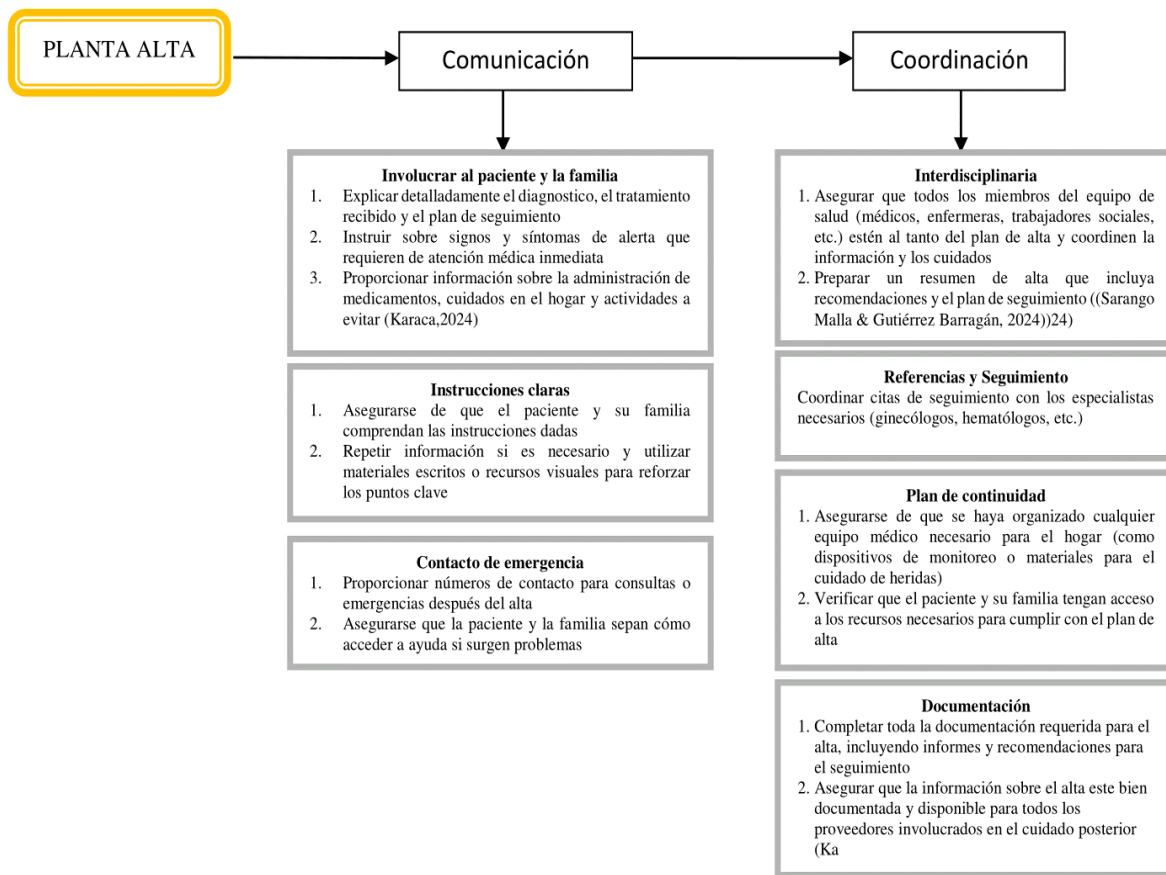 PLANTA ALTA
Comunicación
Coordinación
Involucrar al paciente y la familia
1. Explicar detalladamente el diagnostico, el tratamiento
recibido y el plan de seguimiento
2. Instruir sobre signos y síntomas de alerta que
requieren de atención médica inmediata
3. Proporcionar información sobre la administración de
medicamentos, cuidados en el hogar y actividades a
evitar (Karaca,2024)
Instrucciones claras
1. Asegurarse de que el paciente y su familia
comprendan las instrucciones dadas
2. Repetir información si es necesario y utilizar
materiales escritos o recursos visuales para reforzar
los puntos clave
Contacto de emergencia
1. Proporcionar números de contacto para consultas o
emergencias después del alta
2. Asegurarse que la paciente y la familia sepan cómo
acceder a ayuda si surgen problemas
Interdisciplinaria
1. Asegurar que todos los miembros del equipo de
salud (médicos, enfermeras, trabajadores sociales,
etc.) estén al tanto del plan de alta y coordinen la
información y los cuidados
2. Preparar un resumen de alta que incluya
recomendaciones y el plan de seguimiento ((Sarango
Malla & Gutiérrez Barragán, 2024))24)
Referencias y Seguimiento
Coordinar citas de seguimiento con los especialistas
necesarios (ginecólogos, hematólogos, etc.)
Plan de continuidad
1. Asegurarse de que se haya organizado cualquier
equipo médico necesario para el hogar (como
dispositivos de monitoreo o materiales para el
cuidado de heridas)
2. Verificar que el paciente y su familia tengan acceso
a los recursos necesarios para cumplir con el plan de
alta
Documentación
1. Completar toda la documentación requerida para el
alta, incluyendo informes y recomendaciones para
el seguimiento
2. Asegurar que la información sobre el alta este bien
documentada y disponible para todos los
proveedores involucrados en el cuidado posterior
(Ka